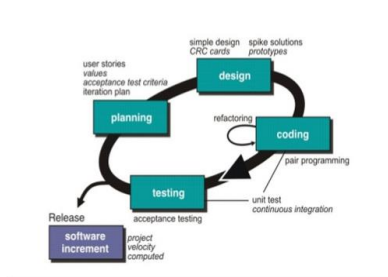 simple design
CRC cards
spike solutions
prototypes
user stories
values
acceptance test criteria
iteration plan
design
planning
refactoring
coding
pair programming
testing
unit test
continuous integration
acceptance testing
Release
software
increment
project
velocity
computed